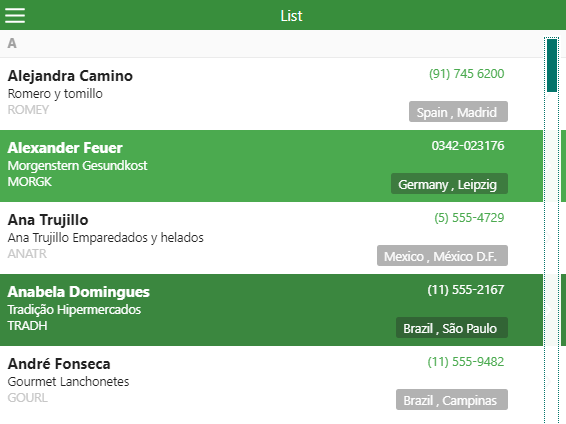 List
A
Alejandra Camino
(91) 745 6200
Romero y tomillo
ROMEY
Spain , Madrid
Alexander Feuer
0342-023176
Morgenstern Gesundkost
MORGK
Germany , Leipzig
Ana Trujillo
(5) 555-4729
Ana Trujillo Emparedados y helados
ANATR
Mexico , México D.F.
Anabela Domingues
(11) 555-2167
Tradição Hipermercados
TRADH
Brazil , São Paulo
André Fonseca
(11) 555-9482
Gourmet Lanchonetes
GOURL
Brazil , Campinas